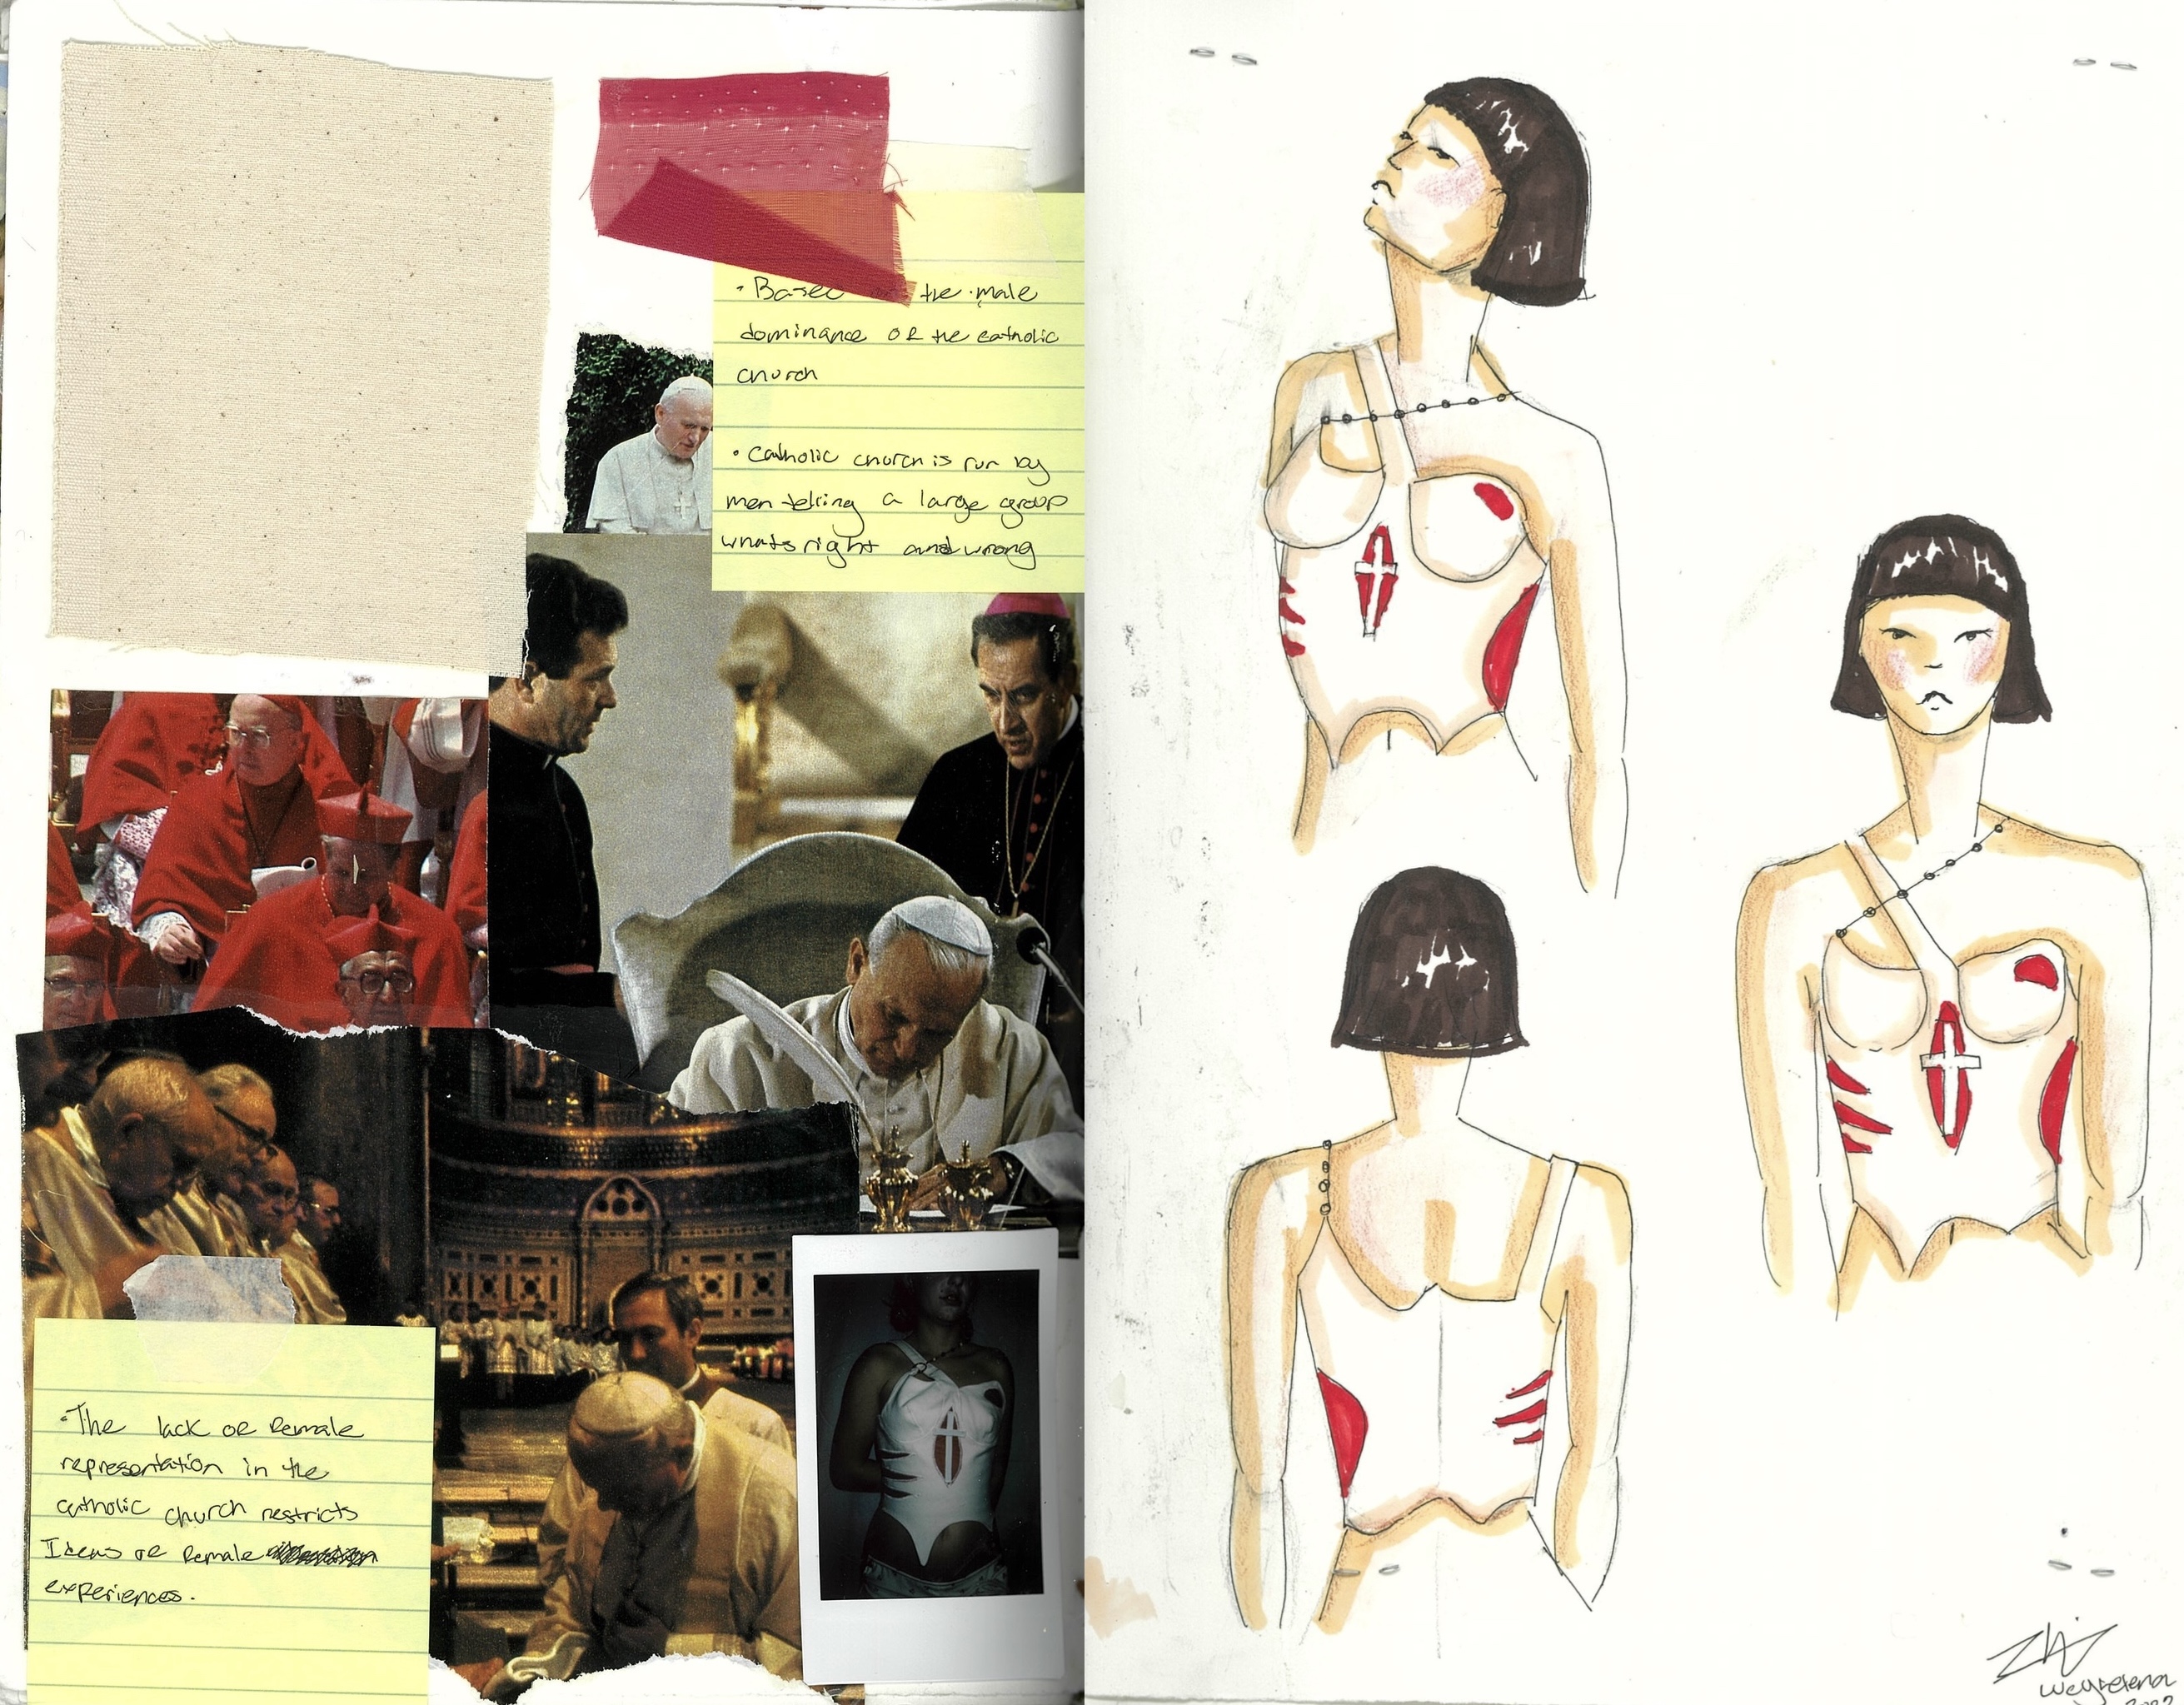 • Based the male
dominance of the catholic
church
• Catholic church is run by
men telling a large group
whats right and wrong
• The lack of female
representation in the
catholic church restricts
Ideas of female
experiences.